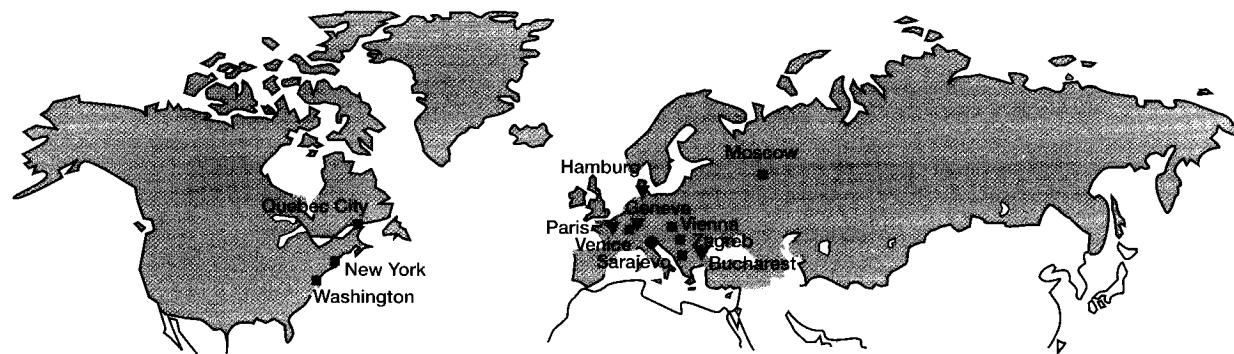 Moscow
Hamburg
Quebec City
Geneva
Paris
Vienna
Venice
Zagreb
Sarajevo
Bucharest
New York
Washington